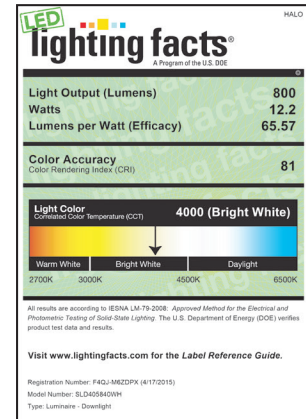 HALO
LED
lighting facts®
A Program of the U.S. DOE
Light Output (Lumens) 800
Watts 12.2
Lumens per Watt (Efficacy) 65.57
Color Accuracy
Color Rendering Index (CRI) 81
Light Color
Correlated Color Temperature (CCT) 4000 (Bright White)
Warm White Bright White Daylight
2700K 3000K 4500K 6500K
All results are according to IESNA LM-79-2008: Approved Method for the Electrical and
Photometric Testing of Solid-State Lighting. The U.S. Department of Energy (DOE) verifies
product test data and results.
Visit www.lightingfacts.com for the Label Reference Guide.
Registration Number: F4QJ-M6ZDPX (4/17/2015)
Model Number: SLD405840WH
Type: Luminaire - Downlight